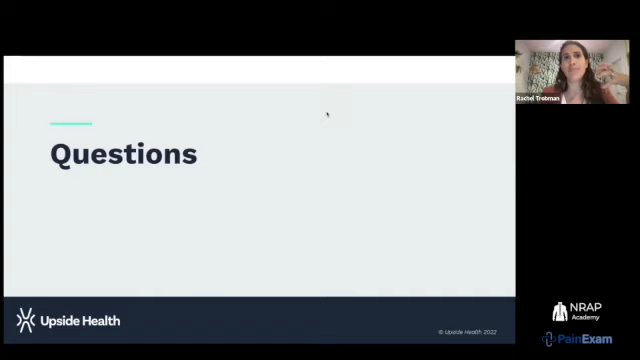 Rachel Trobman
Questions
Upside Health
© Upside Health 2022
NRAP
Academy
PainExam